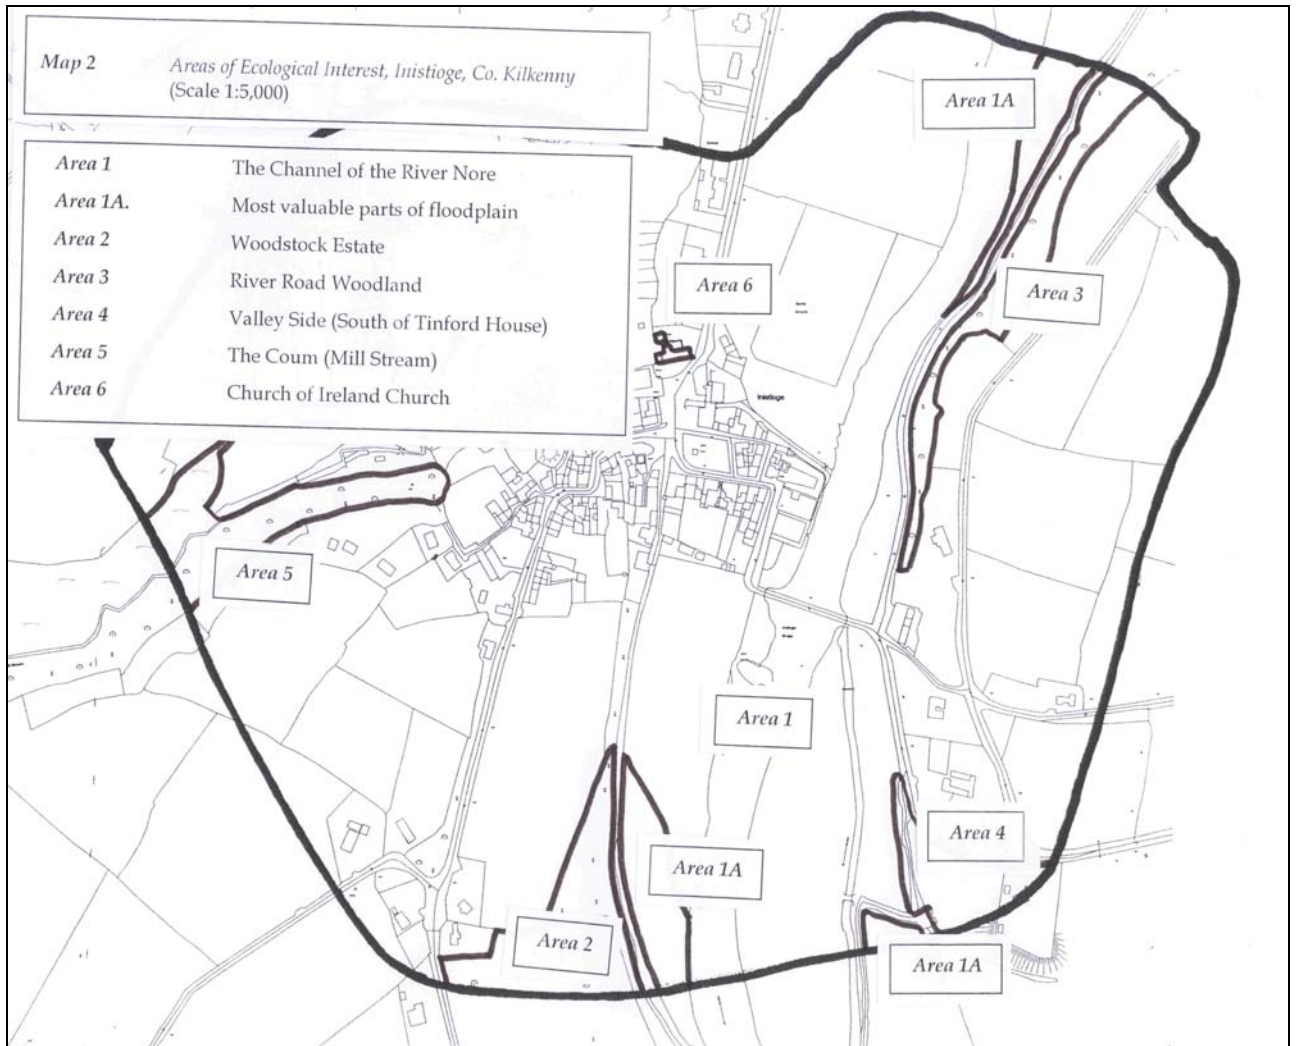 Map 2 Areas of Ecological Interest, Inistioge, Co. Kilkenny
(Scale 1:5,000)
Area 1 The Channel of the River Nore
Area 1A. Most valuable parts of floodplain
Area 2 Woodstock Estate
Area 3 River Road Woodland
Area 4 Valley Side (South of Tinford House)
Area 5 The Coum (Mill Stream)
Area 6 Church of Ireland Church
Area 1A
Area 6
Area 3
Inistioge
Area 5
Area 1
Area 4
Area 1A
Area 2
Area 1A